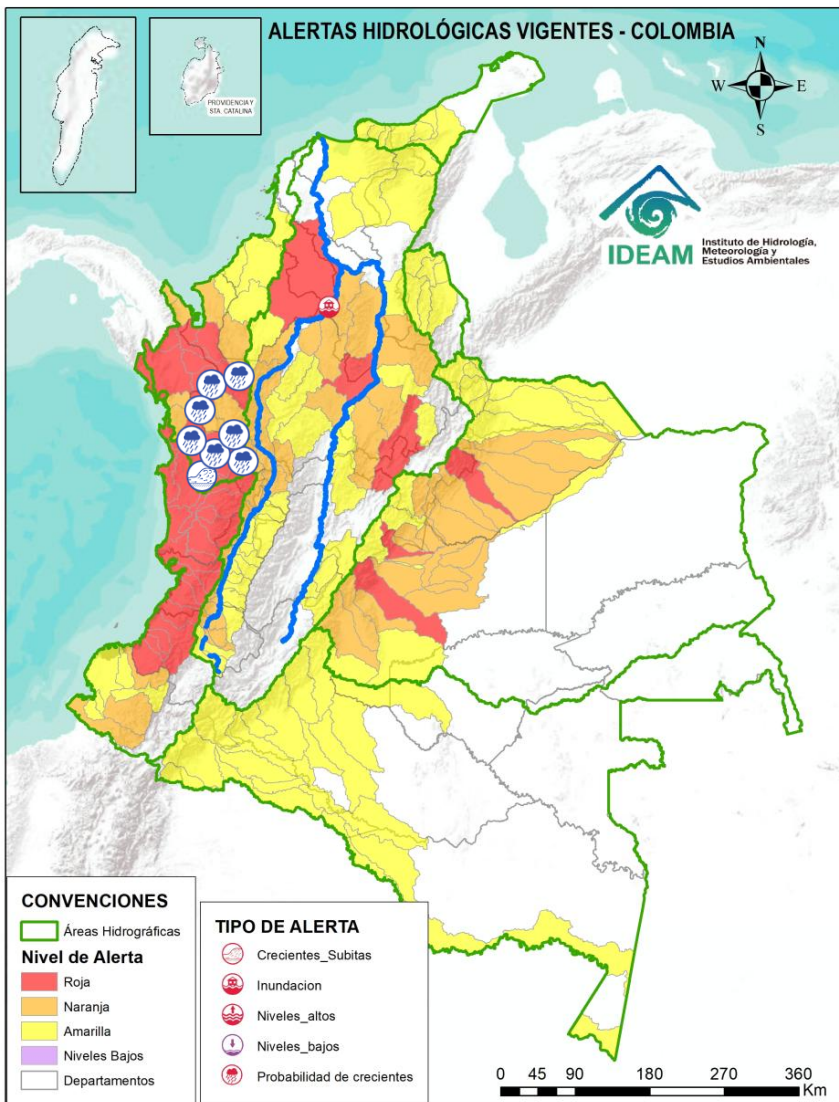 ALERTAS HIDROLÓGICAS VIGENTES - COLOMBIA
PROVIDENCIA Y
STA. CATALINA
N
W
E
S
IDEAM
Instituto de Hidrología,
Meteorología y
Estudios Ambientales
CONVENCIONES
Áreas Hidrográficas
Nivel de Alerta
Roja
Naranja
Amarilla
Niveles Bajos
Departamentos
TIPO DE ALERTA
Crecientes_Subitas
Inundacion
Niveles_altos
Niveles_bajos
Probabilidad de crecientes
0 45 90 180 270 360
Km